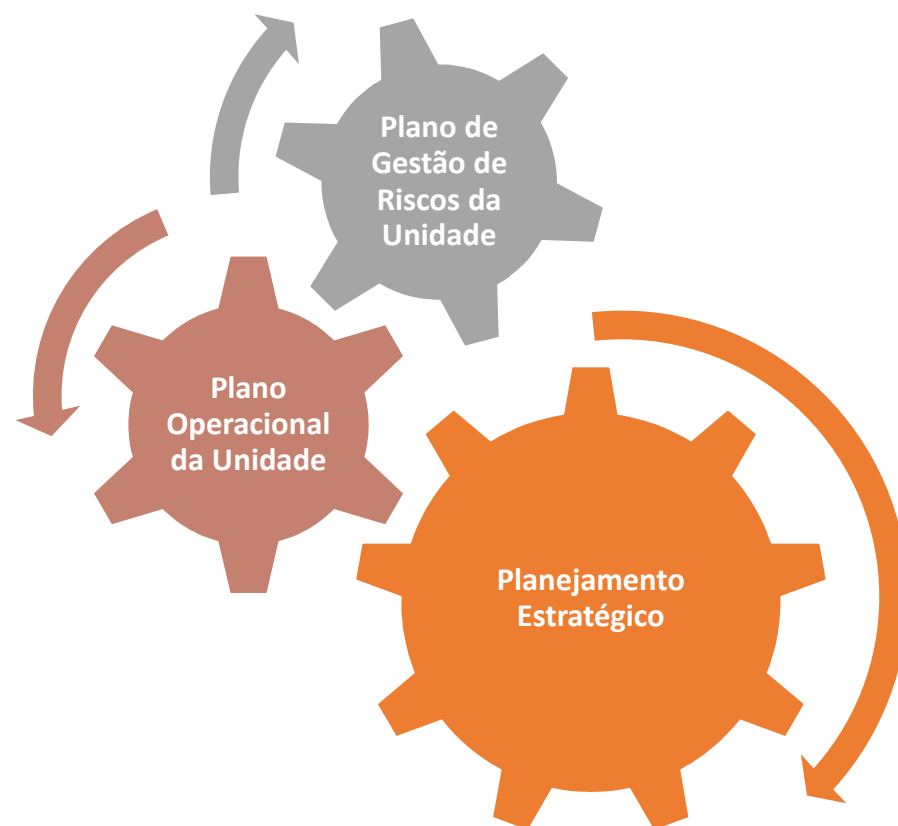 Plano de
Gestão de
Riscos da
Unidade
Plano
Operacional
da Unidade
Planejamento
Estratégico